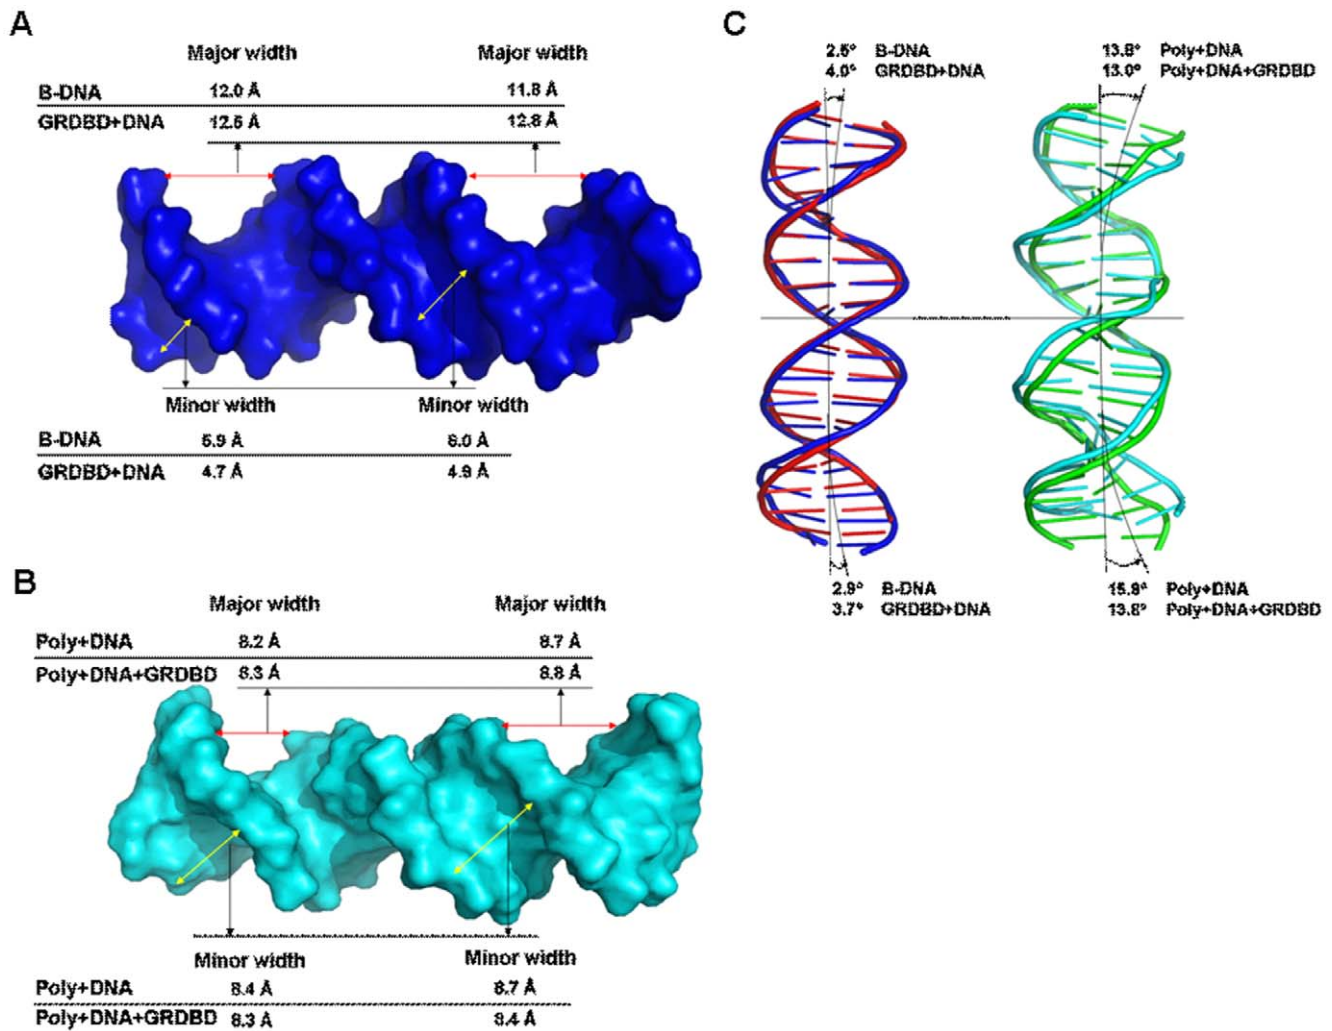 A
Major width Major width
B-DNA 12.0 Å 11.8 Å
GRDBD+DNA 12.5 Å 12.8 Å
Minor width Minor width
B-DNA 5.9 Å 6.0 Å
GRDBD+DNA 4.7 Å 4.9 Å
B
Major width Major width
Poly+DNA 8.2 Å 8.7 Å
Poly+DNA+GRDBD 8.3 Å 8.8 Å
Minor width Minor width
Poly+DNA 8.4 Å 8.7 Å
Poly+DNA+GRDBD 8.3 Å 8.4 Å
C
2.5° B-DNA
4.0° GRDBD+DNA
13.8° Poly+DNA
13.0° Poly+DNA+GRDBD
2.9° B-DNA
3.7° GRDBD+DNA
15.9° Poly+DNA
13.8° Poly+DNA+GRDBD